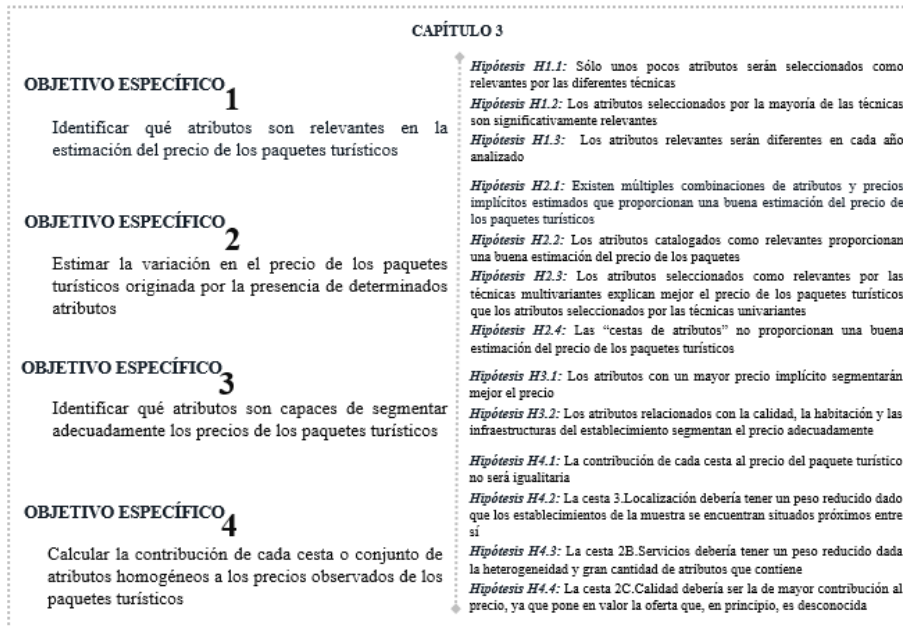 CAPÍTULO 3
OBJETIVO ESPECÍFICO 1
Identificar qué atributos son relevantes en la
estimación del precio de los paquetes turísticos
OBJETIVO ESPECÍFICO 2
Estimar la variación en el precio de los paquetes
turísticos originada por la presencia de determinados
atributos
OBJETIVO ESPECÍFICO 3
Identificar qué atributos son capaces de segmentar
adecuadamente los precios de los paquetes turísticos
OBJETIVO ESPECÍFICO 4
Calcular la contribución de cada cesta o conjunto de
atributos homogéneos a los precios observados de los
paquetes turísticos
Hipótesis H1.1: Sólo unos pocos atributos serán seleccionados como
relevantes por las diferentes técnicas
Hipótesis H1.2: Los atributos seleccionados por la mayoría de las técnicas
son significativamente relevantes
Hipótesis H1.3: Los atributos relevantes serán diferentes en cada año
analizado
Hipótesis H2.1: Existen múltiples combinaciones de atributos y precios
implícitos estimados que proporcionan una buena estimación del precio de
los paquetes turísticos
Hipótesis H2.2: Los atributos catalogados como relevantes proporcionan
una buena estimación del precio de los paquetes
Hipótesis H2.3: Los atributos seleccionados como relevantes por las
técnicas multivariantes explican mejor el precio de los paquetes turísticos
que los atributos seleccionados por las técnicas univariantes
Hipótesis H2.4: Las “cestas de atributos” no proporcionan una buena
estimación del precio de los paquetes turísticos
Hipótesis H3.1: Los atributos con un mayor precio implícito segmentarán
mejor el precio
Hipótesis H3.2: Los atributos relacionados con la calidad, la habitación y las
infraestructuras del establecimiento segmentan el precio adecuadamente
Hipótesis H4.1: La contribución de cada cesta al precio del paquete turístico
no será igualitaria
Hipótesis H4.2: La cesta 3.Localización debería tener un peso reducido dado
que los establecimientos de la muestra se encuentran situados próximos entre
sí
Hipótesis H4.3: La cesta 2B.Servicios debería tener un peso reducido dada
la heterogeneidad y gran cantidad de atributos que contiene
Hipótesis H4.4: La cesta 2C.Calidad debería ser la de mayor contribución al
precio, ya que pone en valor la oferta que, en principio, es desconocida